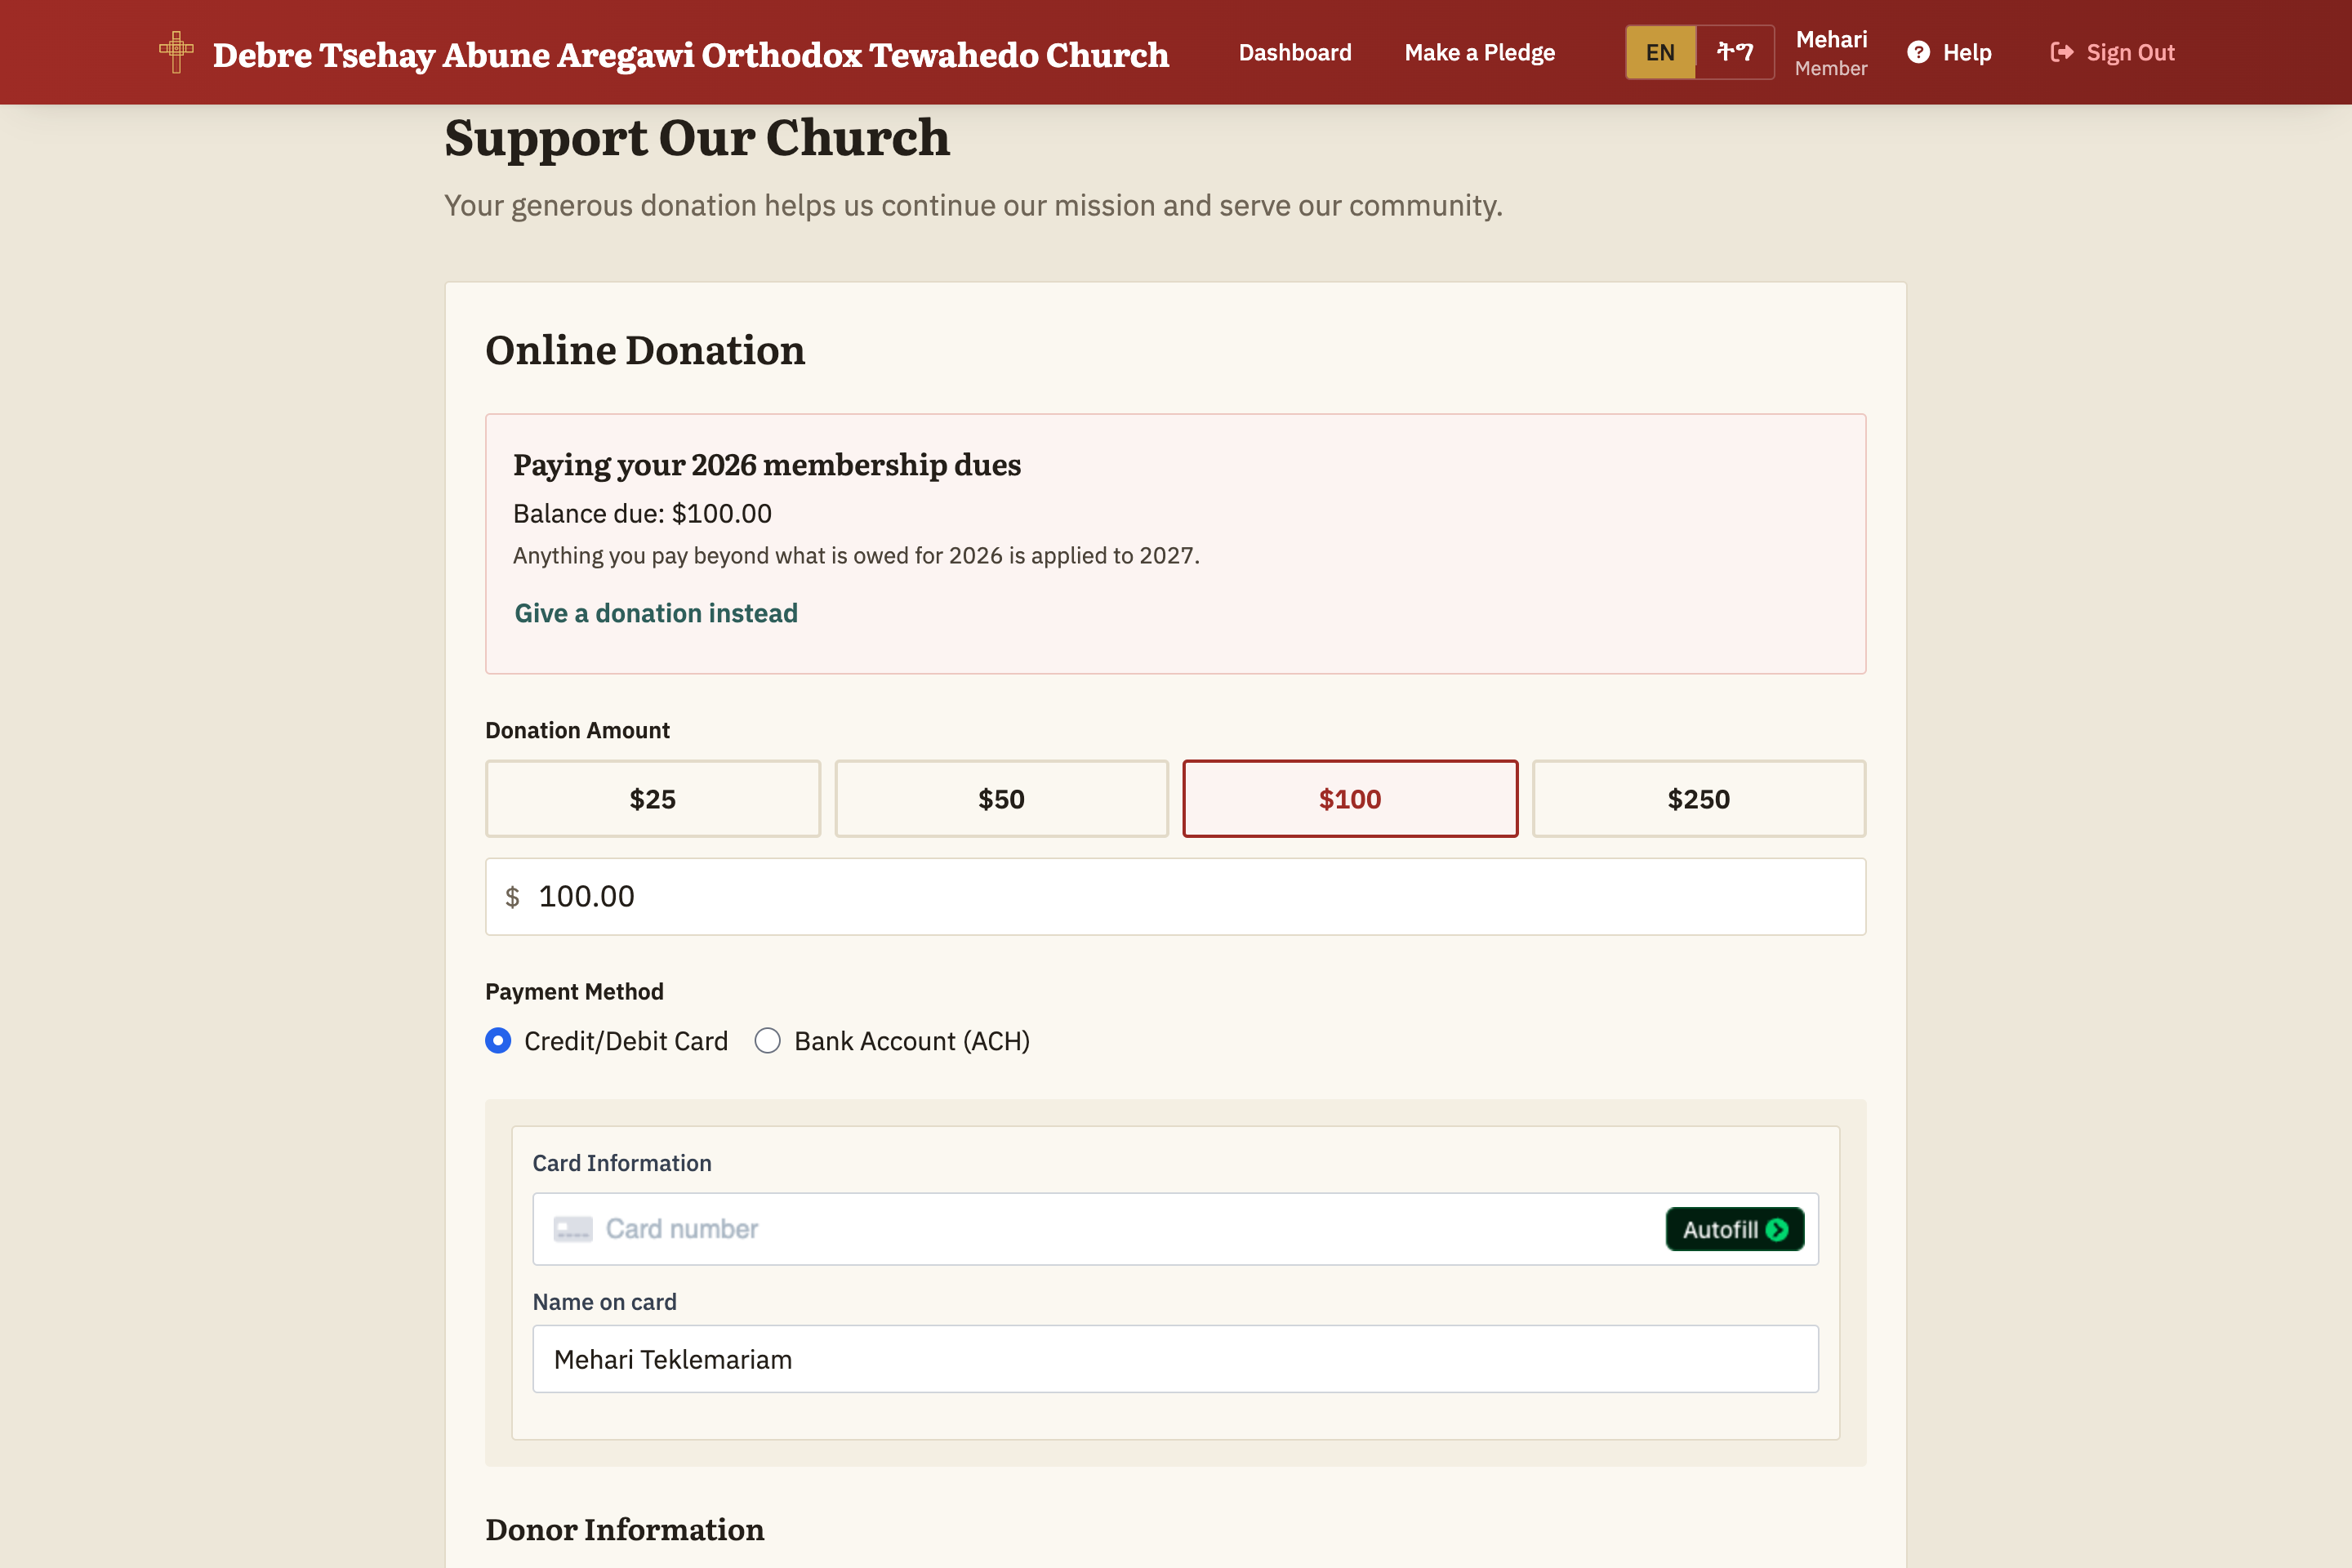 Debre Tsehay Abune Aregawi Orthodox Tewahedo Church
Dashboard
Make a Pledge
EN
ትግ
Mehari
Member
Help
Sign Out
Support Our Church
Your generous donation helps us continue our mission and serve our community.
Online Donation
Paying your 2026 membership dues
Balance due: $100.00
Anything you pay beyond what is owed for 2026 is applied to 2027.
Give a donation instead
Donation Amount
$25
$50
$100
$250
$ 100.00
Payment Method
Credit/Debit Card
Bank Account (ACH)
Card Information
Card number
Autofill
Name on card
Mehari Teklemariam
Donor Information